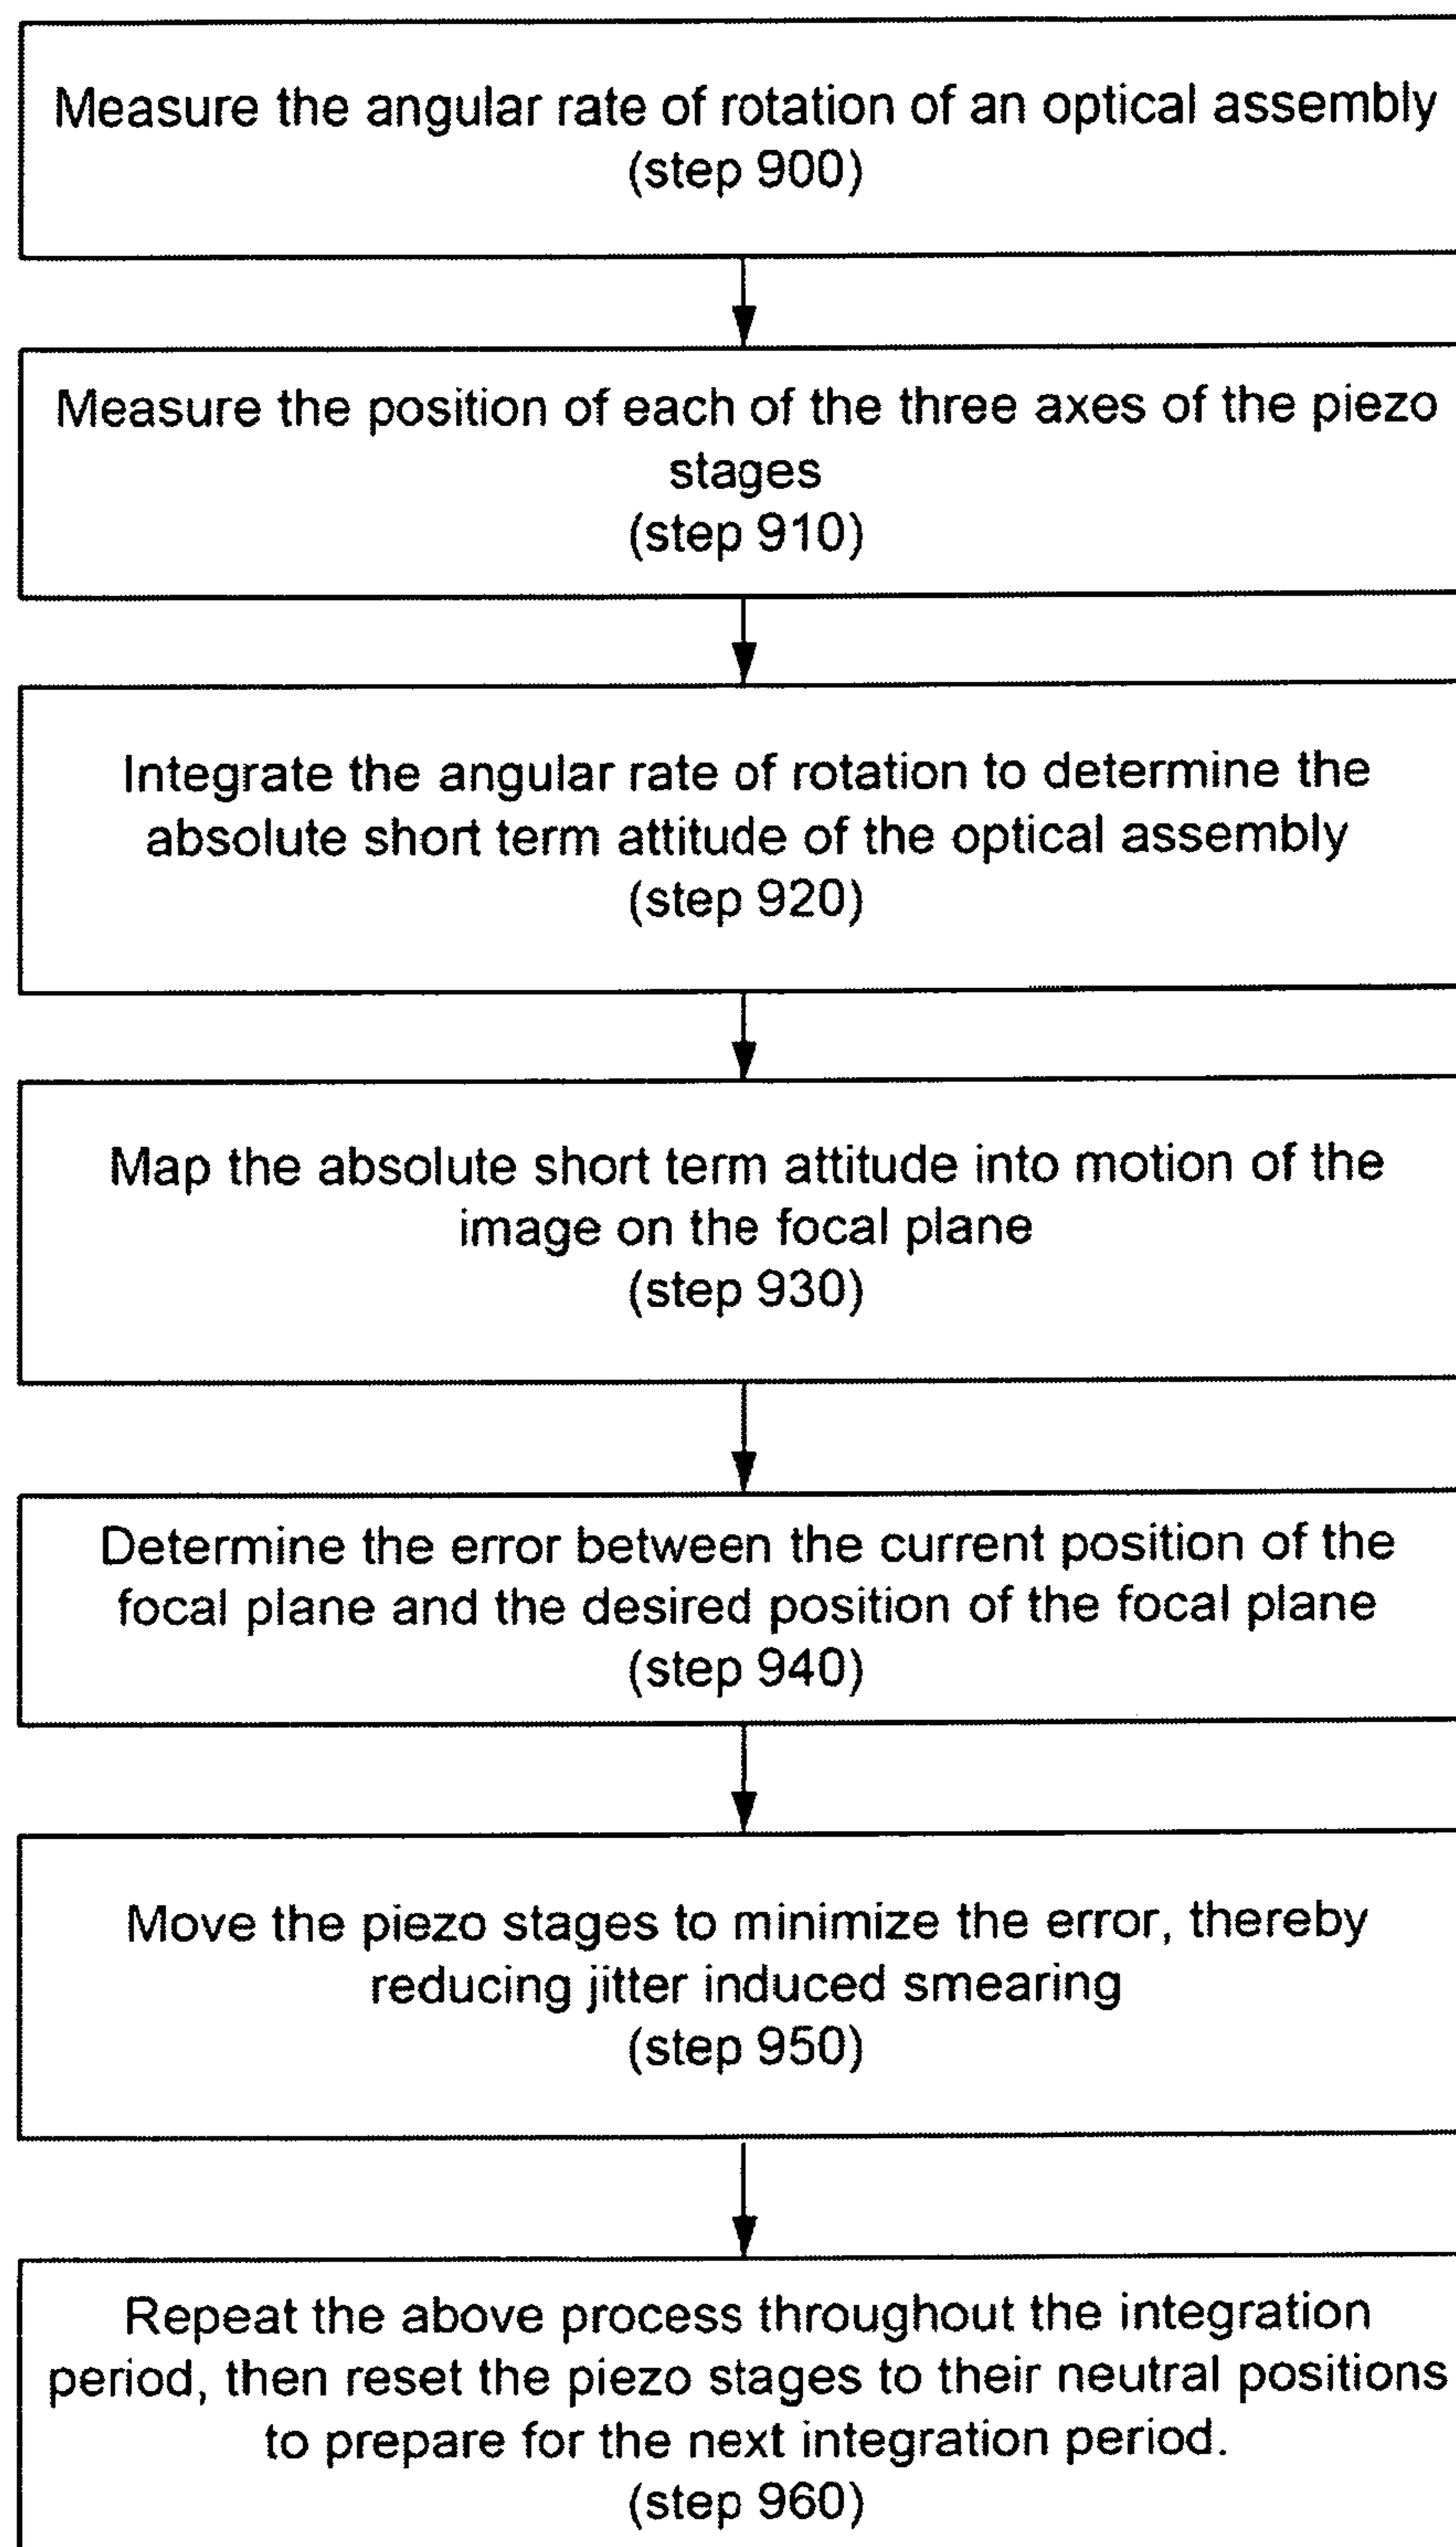 Measure the angular rate of rotation of an optical assembly
(step 900)
Measure the position of each of the three axes of the piezo
stages
(step 910)
Integrate the angular rate of rotation to determine the
absolute short term attitude of the optical assembly
(step 920)
Map the absolute short term attitude into motion of the
image on the focal plane
(step 930)
Determine the error between the current position of the
focal plane and the desired position of the focal plane
(step 940)
Move the piezo stages to minimize the error, thereby
reducing jitter induced smearing
(step 950)
Repeat the above process throughout the integration
period, then reset the piezo stages to their neutral positions
to prepare for the next integration period.
(step 960)